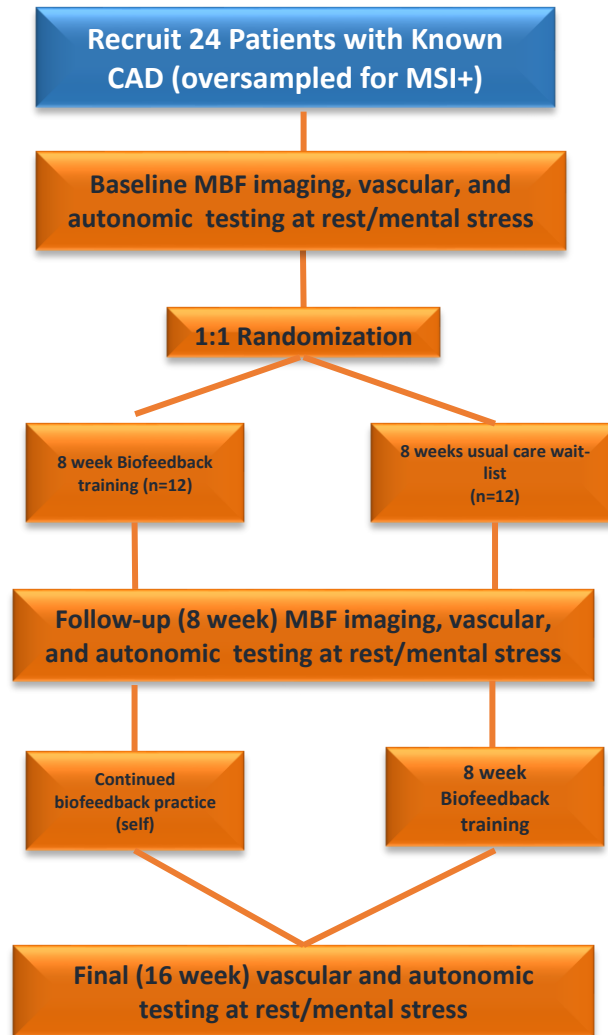 Recruit 24 Patients with Known
CAD (oversampled for MSI+)
Baseline MBF imaging, vascular, and
autonomic testing at rest/mental stress
1:1 Randomization
8 week Biofeedback
training (n=12)
8 weeks usual care wait-
list
(n=12)
Follow-up (8 week) MBF imaging, vascular,
and autonomic testing at rest/mental stress
Continued
biofeedback practice
(self)
8 week
Biofeedback
training
Final (16 week) vascular and autonomic
testing at rest/mental stress